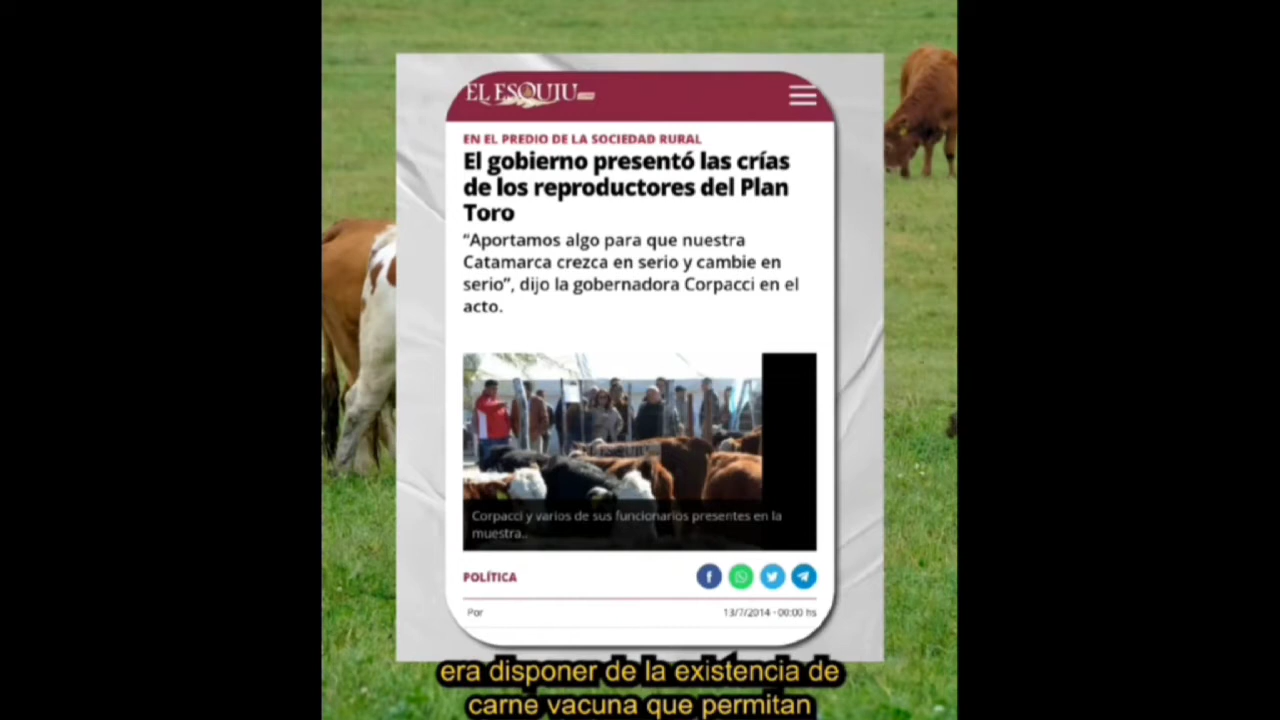 EL ESQUIU
EN EL PREDIO DE LA SOCIEDAD RURAL
El gobierno presentó las crías
de los reproductores del Plan
Toro
“Aportamos algo para que nuestra
Catamarca crezca en serio y cambie en
serio”, dijo la gobernadora Corpacci en el
acto.
Corpacci y varios de sus funcionarios presentes en la
muestra..
POLÍTICA
Por
13/7/2014 - 00:00 hs
era disponer de la existencia de
carne vacuna que permitan